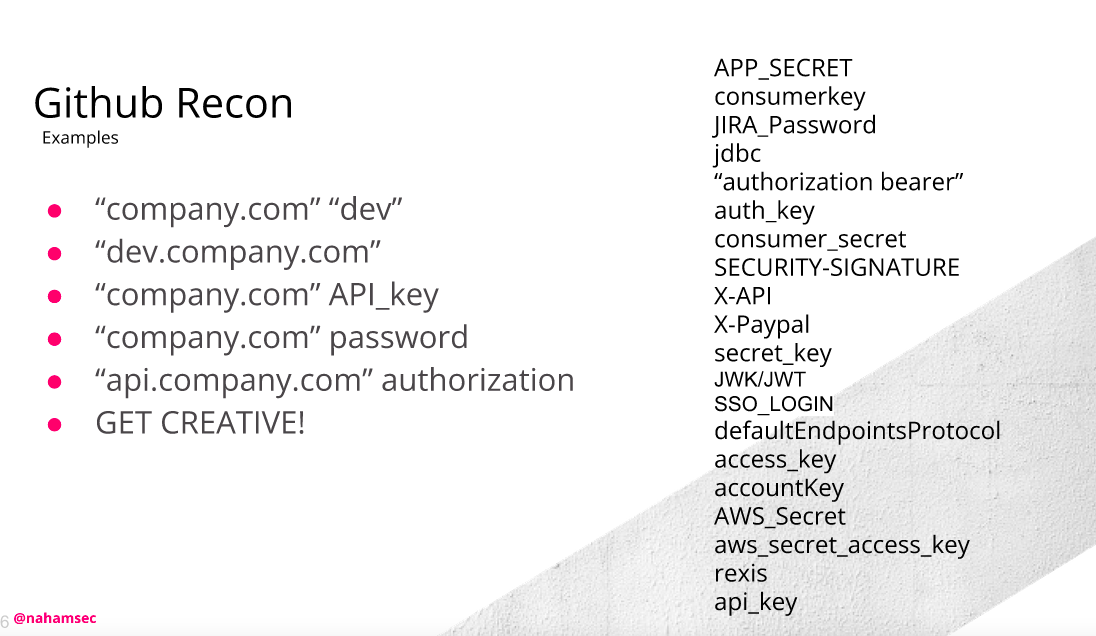 Github Recon
Examples
● “company.com” “dev”
● “dev.company.com”
● “company.com” API_key
● “company.com” password
● “api.company.com” authorization
● GET CREATIVE!
APP_SECRET
consumerkey
JIRA_Password
jdbc
“authorization bearer”
auth_key
consumer_secret
SECURITY-SIGNATURE
X-API
X-Paypal
secret_key
JWK/JWT
SSO_LOGIN
defaultEndpointsProtocol
access_key
accountKey
AWS_Secret
aws_secret_access_key
rexis
api_key
6 @nahamsec